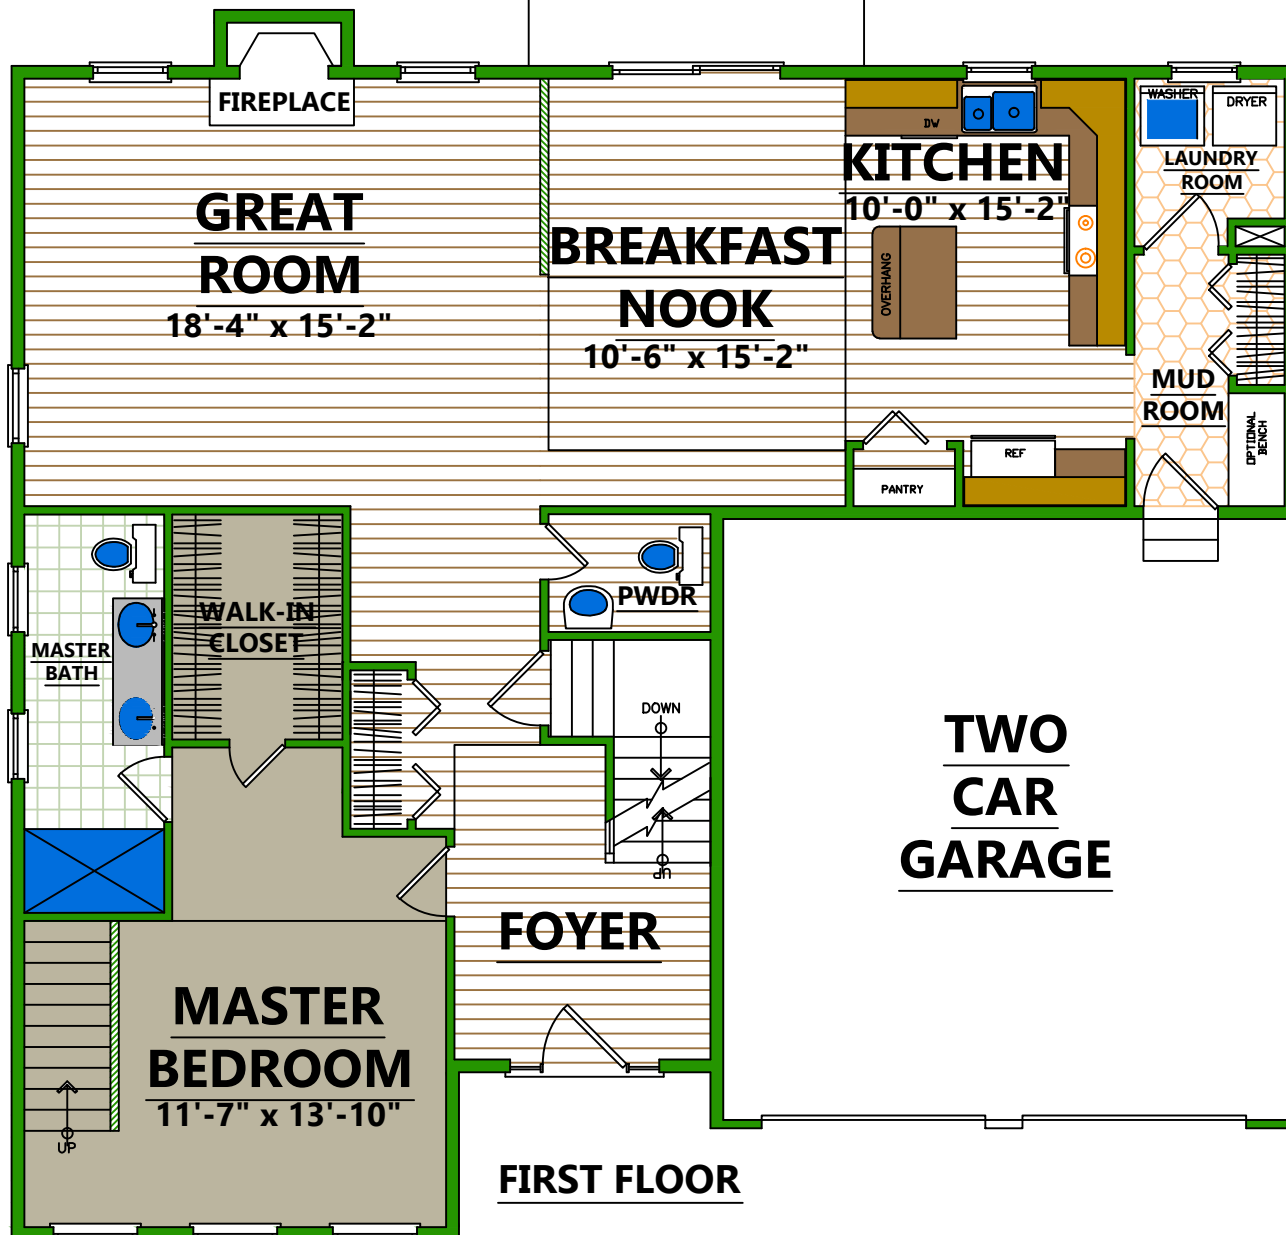 FIREPLACE
GREAT
ROOM
18'-4" x 15'-2"
BREAKFAST
NOOK
10'-6" x 15'-2"
DW
KITCHEN
10'-0" x 15'-2"
OVERHANG
WASHER
DRYER
LAUNDRY
ROOM
MUD
ROOM
OPTIONAL
BENCH
REF
PANTRY
MASTER
BATH
WALK-IN
CLOSET
PWDR
DOWN
UP
TWO
CAR
GARAGE
FOYER
MASTER
BEDROOM
11'-7" x 13'-10"
UP
FIRST FLOOR